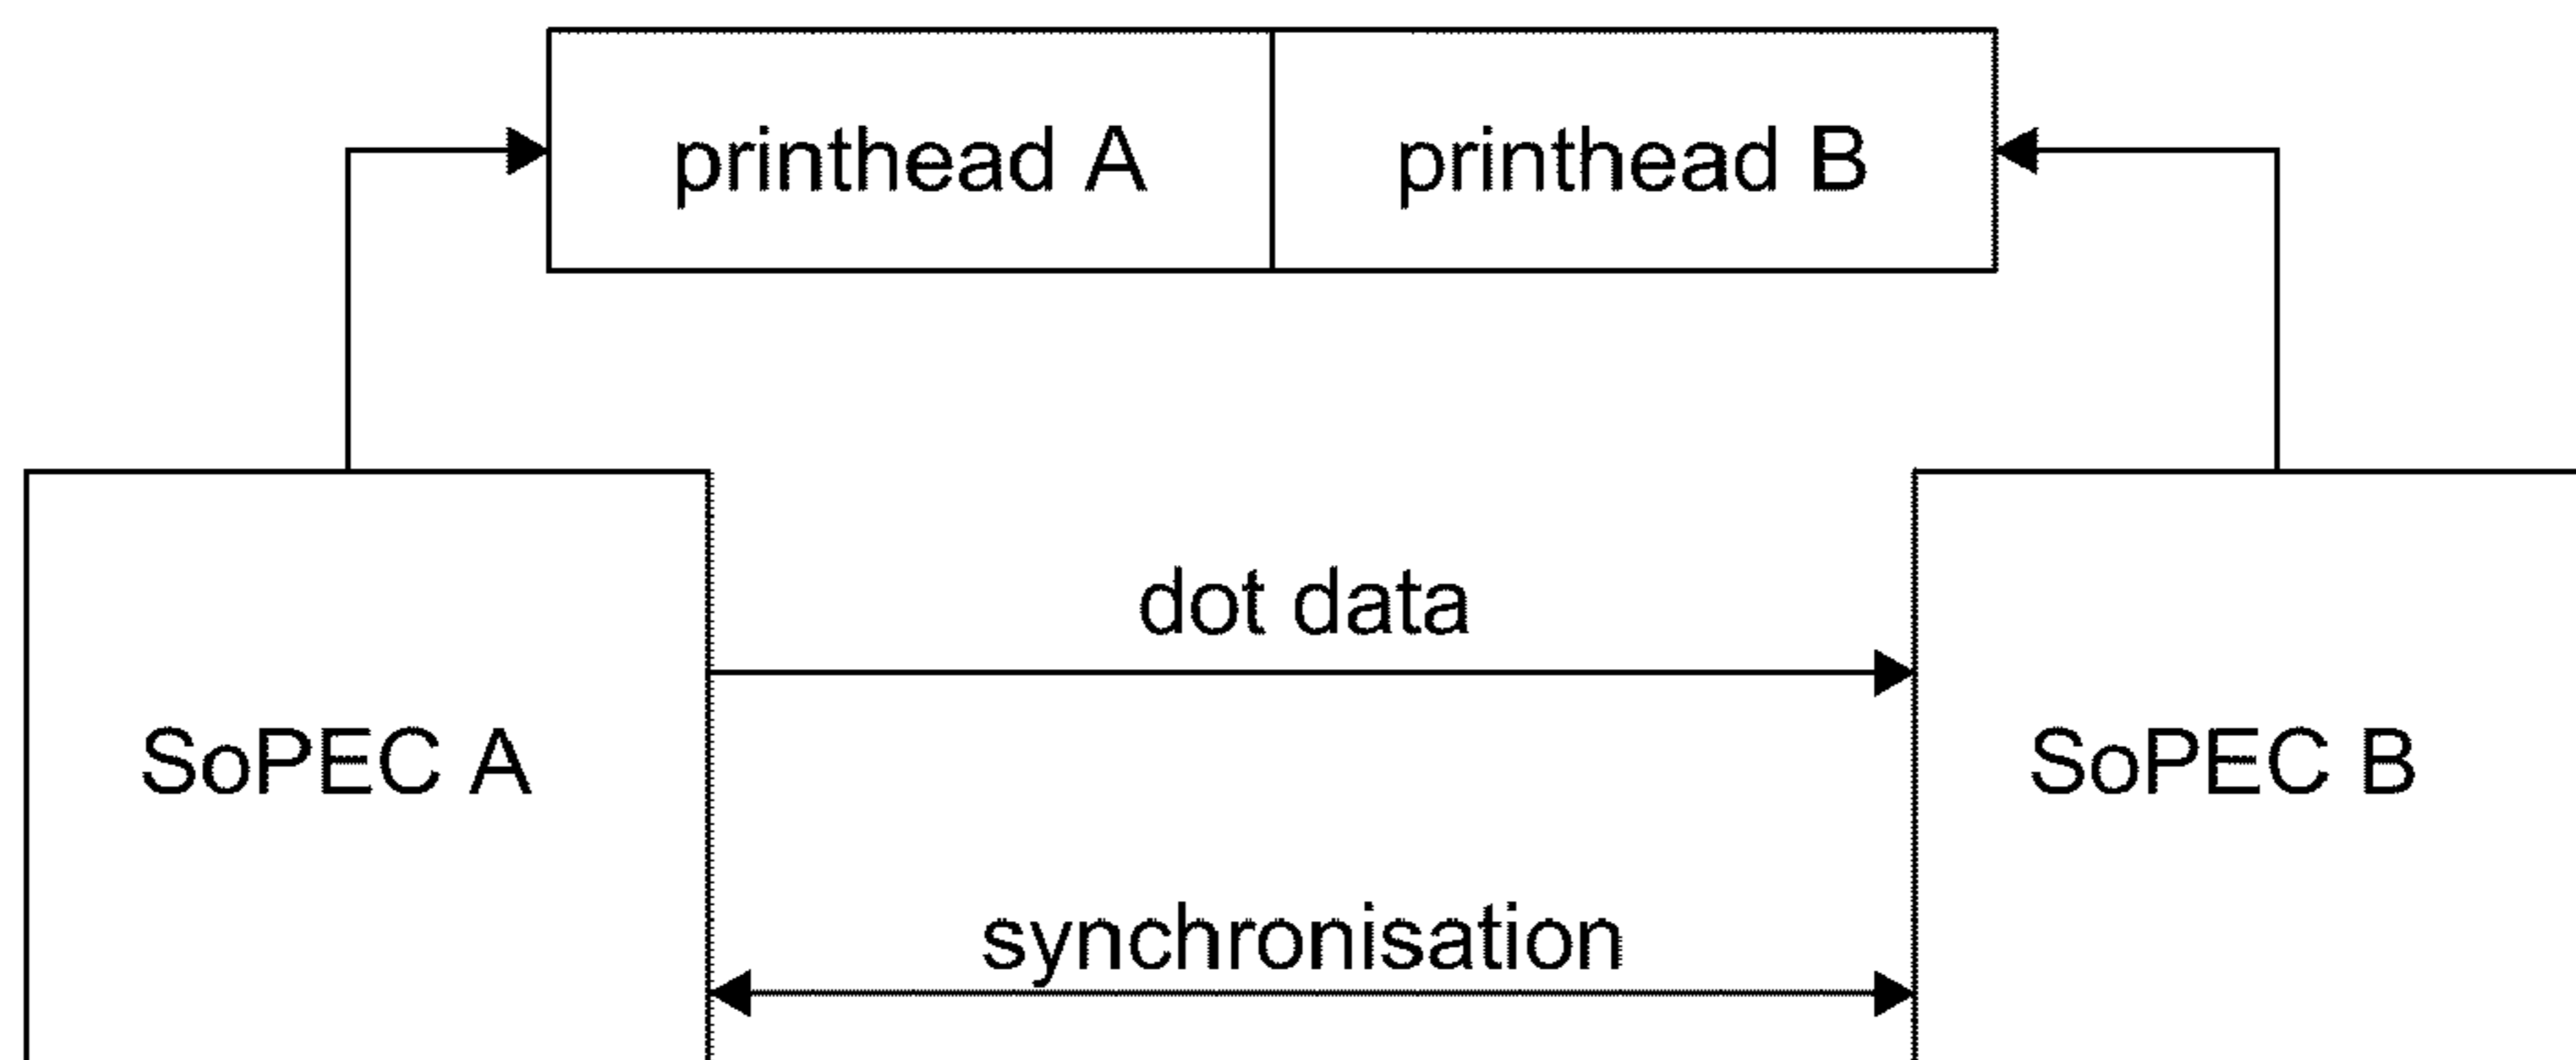 printhead A
printhead B
dot data
SoPEC A
SoPEC B
synchronisation